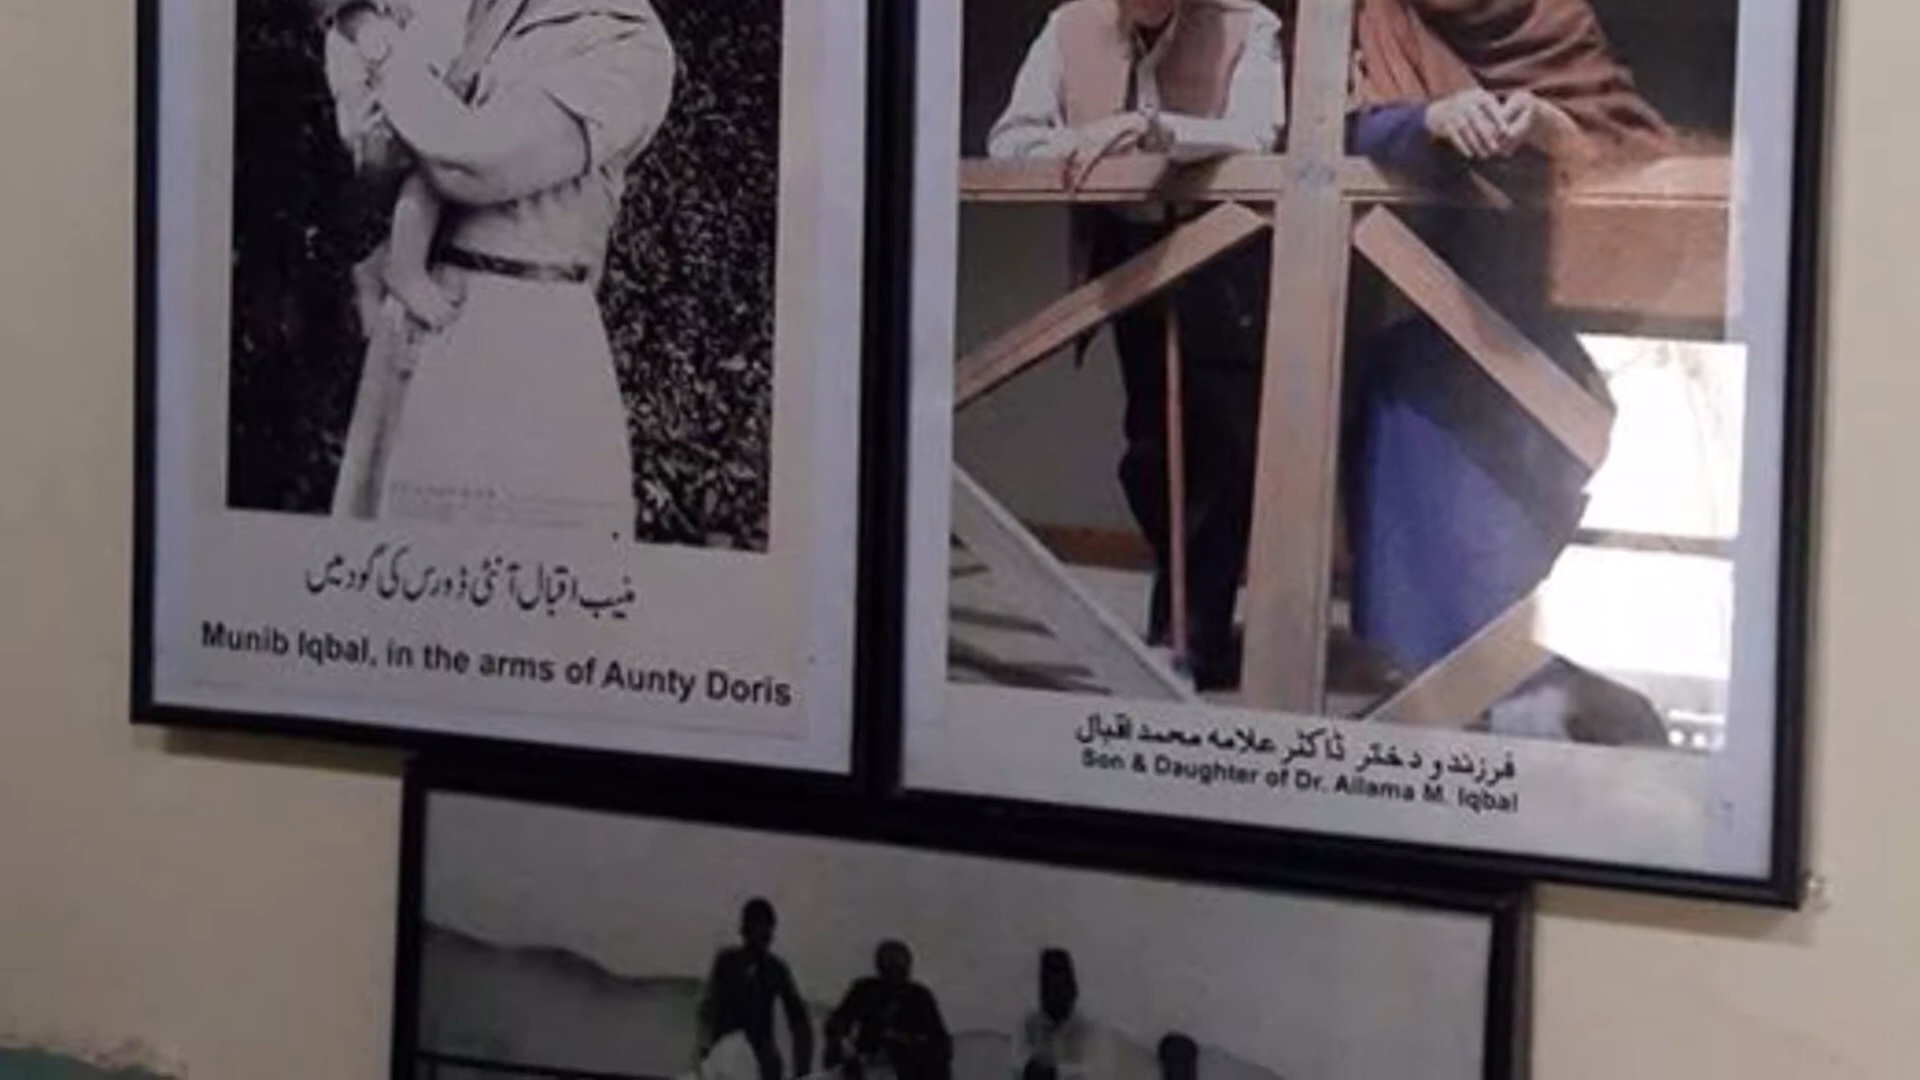 منیب اقبال آنٹی ڈورس کی گود میں
Munib Iqbal, in the arms of Aunty Doris
فرزند و دختر ڈاکٹر علامہ محمد اقبال
Son & Daughter of Dr. Allama M. Iqbal